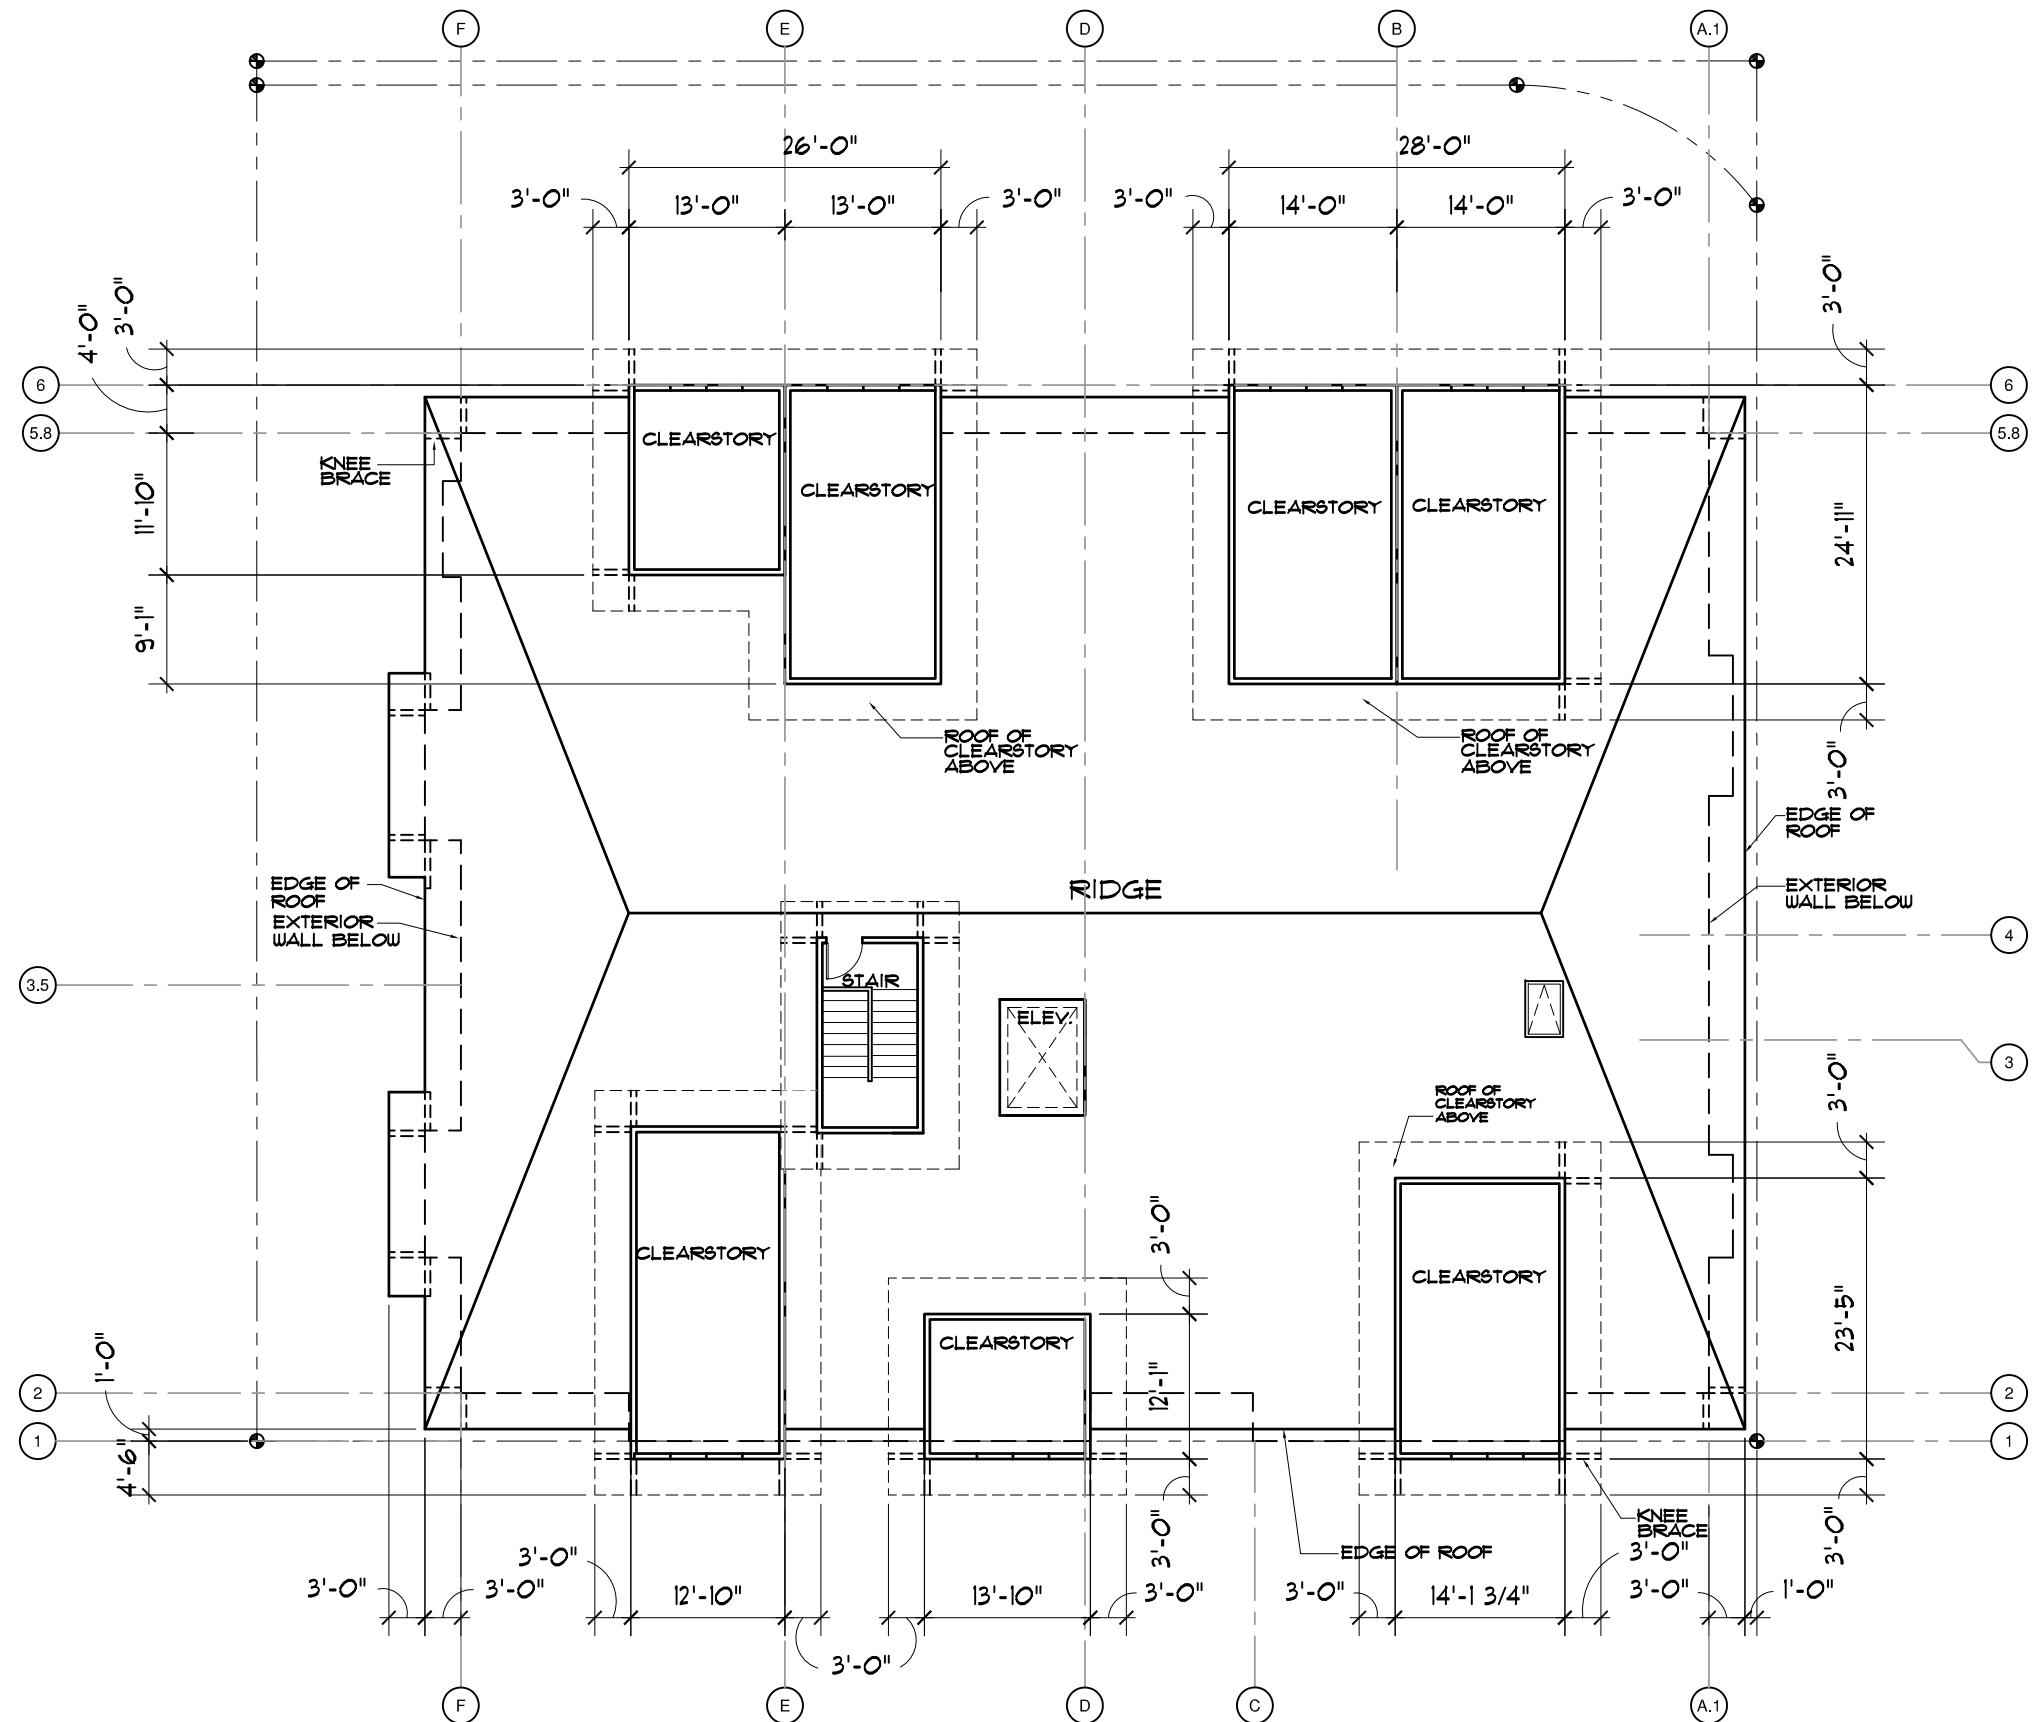 F
E
D
B
A.1
26'-0"
28'-0"
3'-0"
13'-0"
13'-0"
3'-0"
3'-0"
14'-0"
14'-0"
3'-0"
4'-0"
3'-0"
3'-0"
6
6
5.8
5.8
CLEARSTORY
KNEE
BRACE
CLEARSTORY
CLEARSTORY
CLEARSTORY
11'-10"
24'-11"
9'-1"
ROOF OF
CLEARSTORY
ABOVE
ROOF OF
CLEARSTORY
ABOVE
3'-0"
EDGE OF
ROOF
EDGE OF
ROOF
EXTERIOR
WALL BELOW
RIDGE
EXTERIOR
WALL BELOW
4
3.5
STAIR
ELEV.
3
3'-0"
ROOF OF
CLEARSTORY
ABOVE
3'-0"
CLEARSTORY
CLEARSTORY
CLEARSTORY
23'-5"
1'-0"
12'-1"
2
2
1
1
4'-6"
KNEE
BRACE
3'-0"
3'-0"
EDGE OF ROOF
3'-0"
3'-0"
3'-0"
3'-0"
12'-10"
13'-10"
3'-0"
3'-0"
14'-1 3/4"
3'-0"
1'-0"
3'-0"
F
E
D
C
A.1